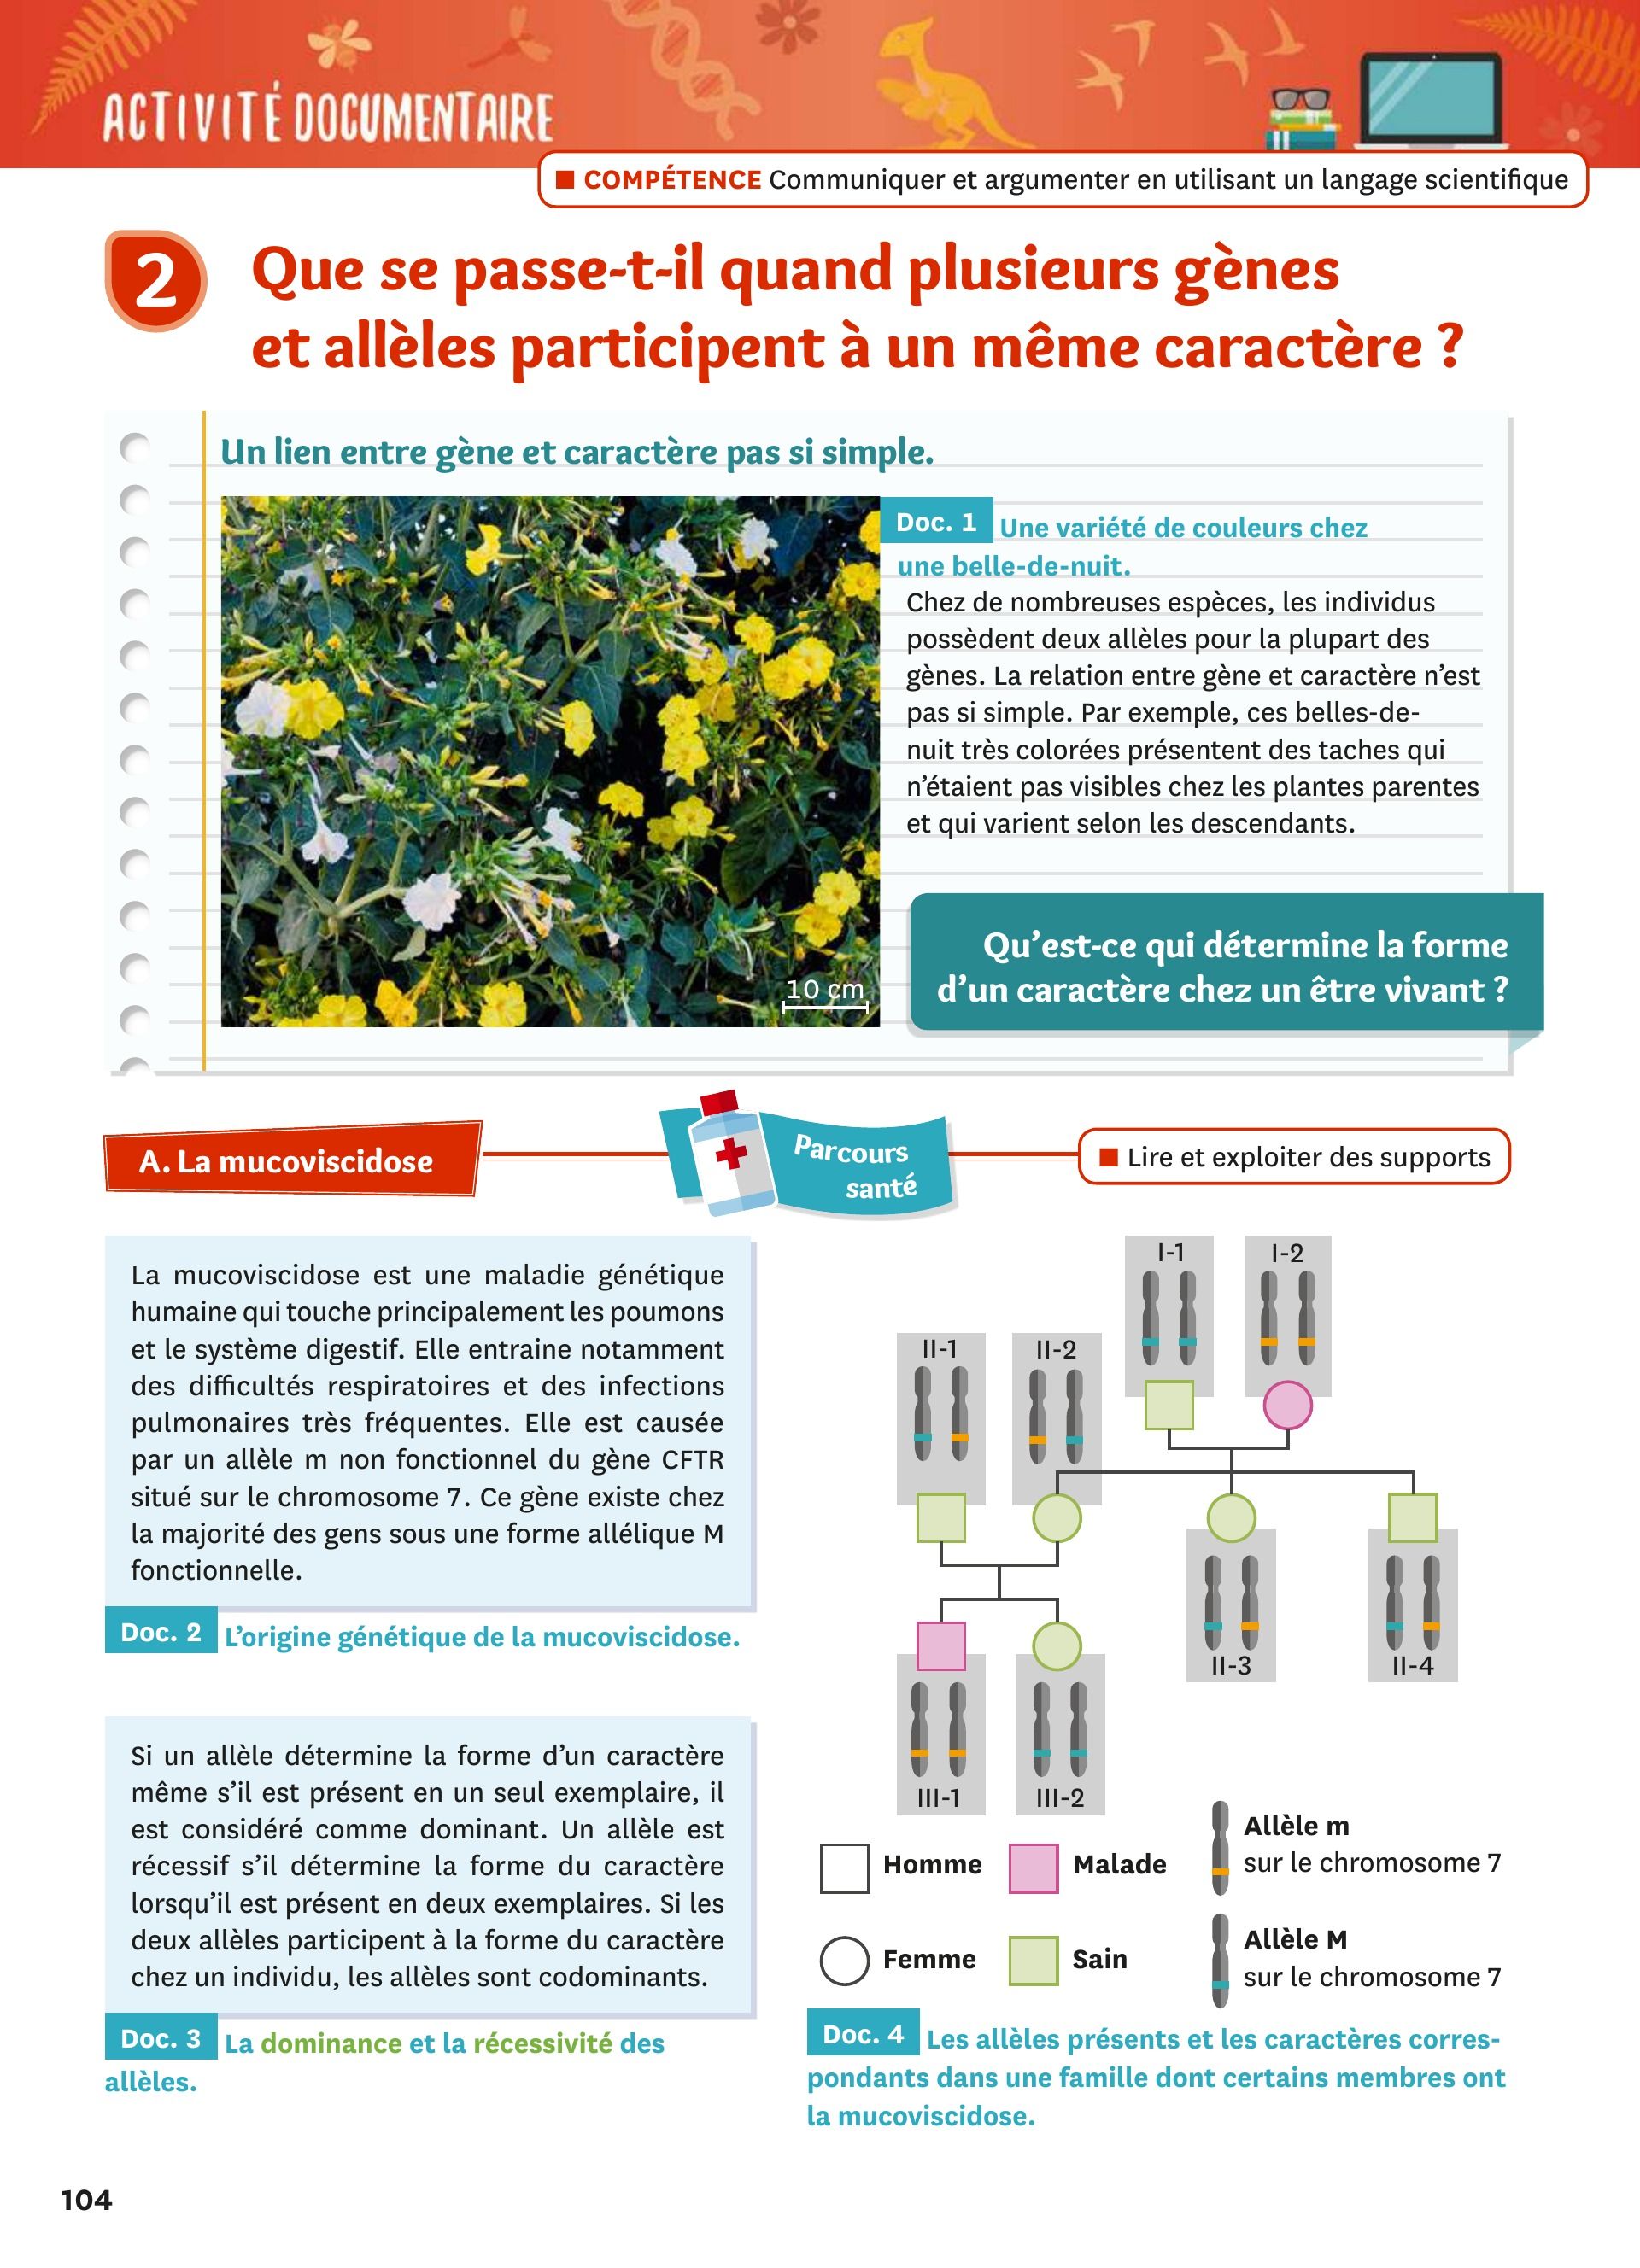 ACTIVITÉ DOCUMENTAIRE
COMPÉTENCE Communiquer et argumenter en utilisant un langage scientifique
2
Que se passe-t-il quand plusieurs gènes
et allèles participent à un même caractère ?
Un lien entre gène et caractère pas si simple.
10 cm
Doc. 1 Une variété de couleurs chez
une belle-de-nuit.
Chez de nombreuses espèces, les individus
possèdent deux allèles pour la plupart des
gènes. La relation entre gène et caractère n’est
pas si simple. Par exemple, ces belles-de-
nuit très colorées présentent des taches qui
n’étaient pas visibles chez les plantes parentes
et qui varient selon les descendants.
Qu’est-ce qui détermine la forme
d’un caractère chez un être vivant ?
A. La mucoviscidose
Parcours
santé
Lire et exploiter des supports
La mucoviscidose est une maladie génétique
humaine qui touche principalement les poumons
et le système digestif. Elle entraine notamment
des difficultés respiratoires et des infections
pulmonaires très fréquentes. Elle est causée
par un allèle m non fonctionnel du gène CFTR
situé sur le chromosome 7. Ce gène existe chez
la majorité des gens sous une forme allélique M
fonctionnelle.
Doc. 2 L’origine génétique de la mucoviscidose.
Si un allèle détermine la forme d’un caractère
même s’il est présent en un seul exemplaire, il
est considéré comme dominant. Un allèle est
récessif s’il détermine la forme du caractère
lorsqu’il est présent en deux exemplaires. Si les
deux allèles participent à la forme du caractère
chez un individu, les allèles sont codominants.
Doc. 3 La dominance et la récessivité des
allèles.
I-1
I-2
II-1
II-2
II-3
II-4
III-1
III-2
Homme
Malade
Allèle m
sur le chromosome 7
Femme
Sain
Allèle M
sur le chromosome 7
Doc. 4 Les allèles présents et les caractères corres-
pondants dans une famille dont certains membres ont
la mucoviscidose.
104